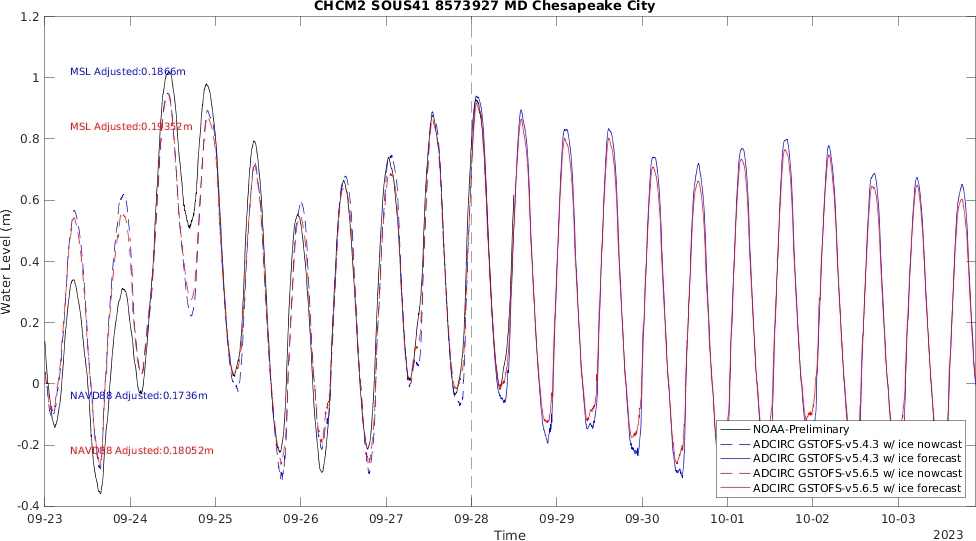 CHCM2 SOUS41 8573927 MD Chesapeake City
1.2
1
0.8
0.6
0.4
0.2
0
-0.2
-0.4
Water Level (m)
MSL Adjusted:0.1866m
MSL Adjusted:0.19352m
NAVD88 Adjusted:0.1736m
NAVD88 Adjusted:0.18052m
NOAA-Preliminary
ADCIRC GSTOFS-v5.4.3 w/ ice nowcast
ADCIRC GSTOFS-v5.4.3 w/ ice forecast
ADCIRC GSTOFS-v5.6.5 w/ ice nowcast
ADCIRC GSTOFS-v5.6.5 w/ ice forecast
09-23 09-24 09-25 09-26 09-27 09-28 09-29 09-30 10-01 10-02 10-03
Time
2023